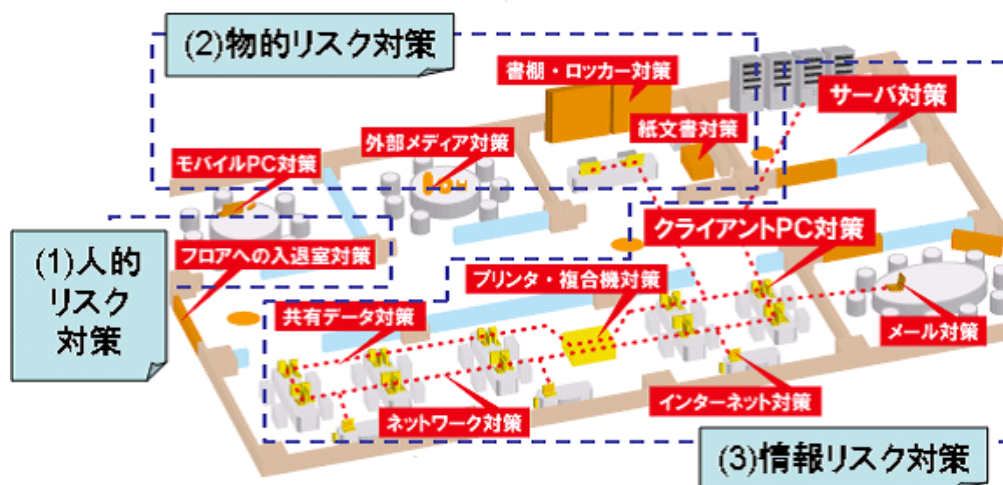 (2)物的リスク対策
書棚・ロッカー対策
サーバ対策
紙文書対策
外部メディア対策
モバイルPC対策
(1)人的
リスク
対策
フロアへの入退室対策
クライアントPC対策
プリンタ・複合機対策
共有データ対策
メール対策
ネットワーク対策
インターネット対策
(3)情報リスク対策